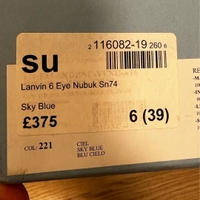 su
2 116082-19 260 6
Lanvin 6 Eye Nubuk Sn74
Sky Blue
£375
6 (39)
COL: 221
CIEL
SKY BLUE
BLU CIELO
RE